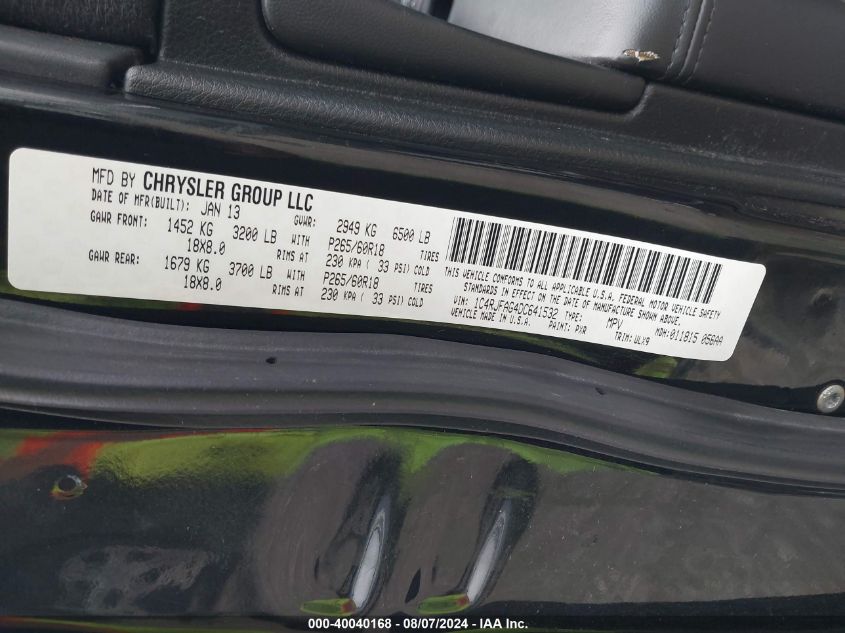 MFD BY CHRYSLER GROUP LLC
DATE OF MFR(BUILT): JAN 13 GVWR: 2949 KG 6500 LB
GAWR FRONT: 1452 KG 3200 LB WITH P265/60R18 TIRES
18X8.0 RIMS AT 230 KPA ( 33 PSI) COLD
GAWR REAR: 1679 KG 3700 LB WITH P265/60R18 TIRES
18X8.0 RIMS AT 230 KPA ( 33 PSI) COLD
THIS VEHICLE CONFORMS TO ALL APPLICABLE U.S.A. FEDERAL MOTOR VEHICLE SAFETY
STANDARDS IN EFFECT ON THE DATE OF MANUFACTURE SHOWN ABOVE.
VIN: 1C4RJFAG4DC641532 TYPE: MPV MDH:011815 056AA
VEHICLE MADE IN U.S.A. PAINT: PXR TRIM: VLX9
000-40040168 - 08/07/2024 - IAA Inc.